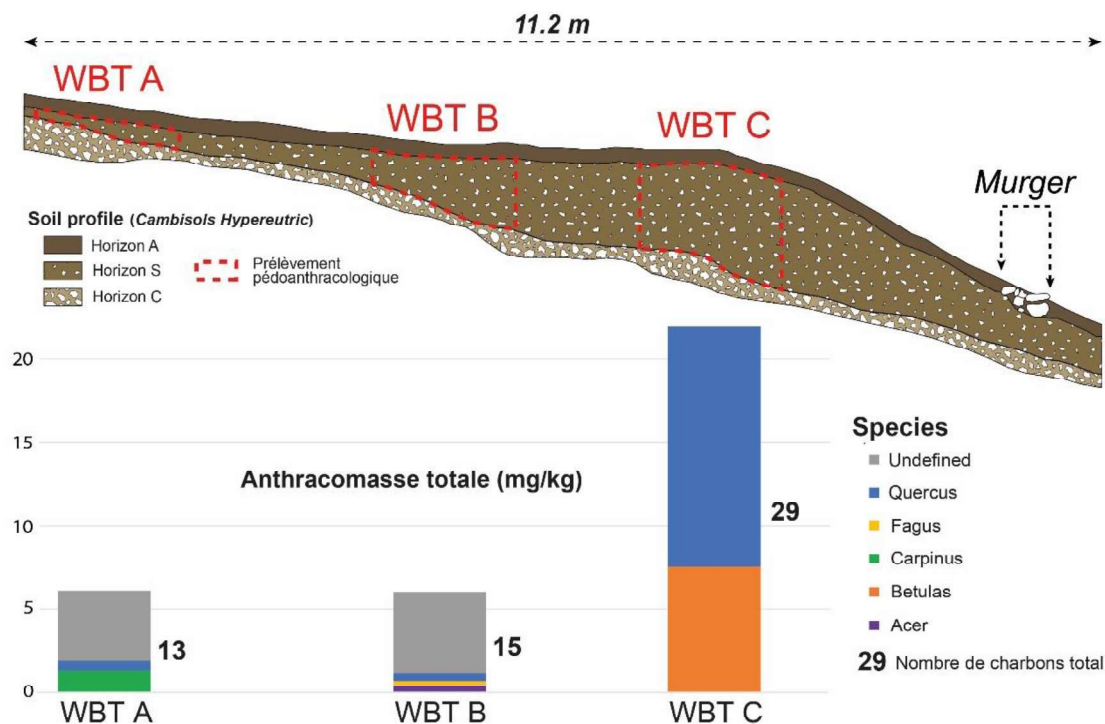 11.2 m
WBT A
WBT B
WBT C
Murger
Soil profile (Cambisols Hypereutric)
Horizon A
Horizon S
Horizon C
Prélèvement
pédoanthracologique
20
15
10
5
0
Anthracomasse totale (mg/kg)
13
15
29
WBT A
WBT B
WBT C
Species
Undefined
Quercus
Fagus
Carpinus
Betulas
Acer
29 Nombre de charbons total